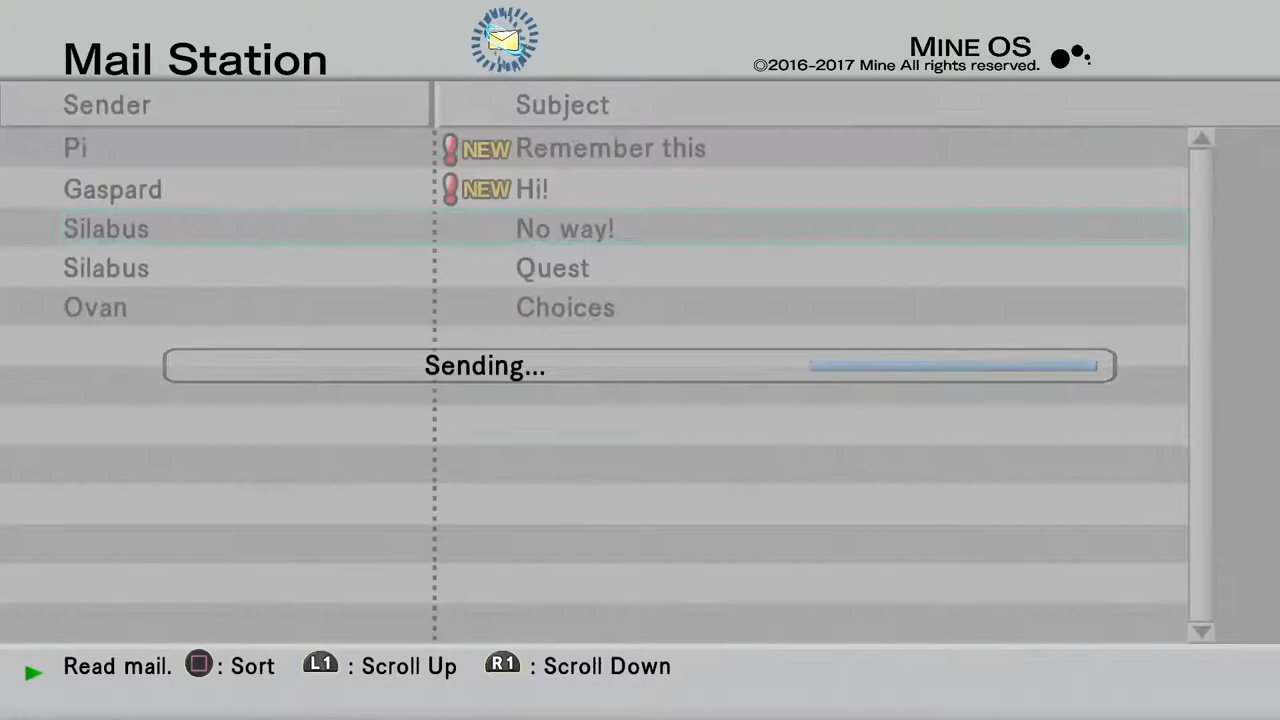 Mail Station
MINE OS
©2016-2017 Mine All rights reserved.
Sender Subject
Pi NEW Remember this
Gaspard NEW Hi!
Silabus No way!
Silabus Quest
Ovan Choices
Sending...
Read mail. : Sort L1 : Scroll Up R1 : Scroll Down